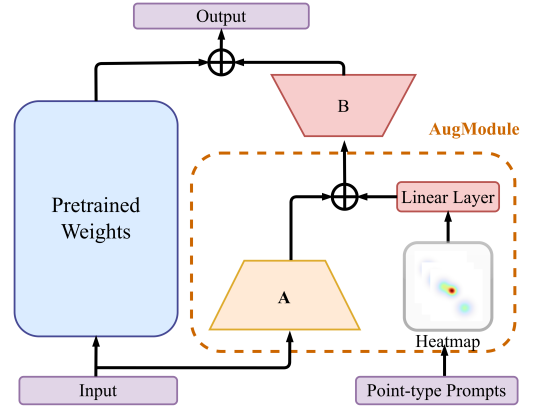 Output
B
AugModule
Pretrained
Weights
Linear Layer
A
Heatmap
Input
Point-type Prompts